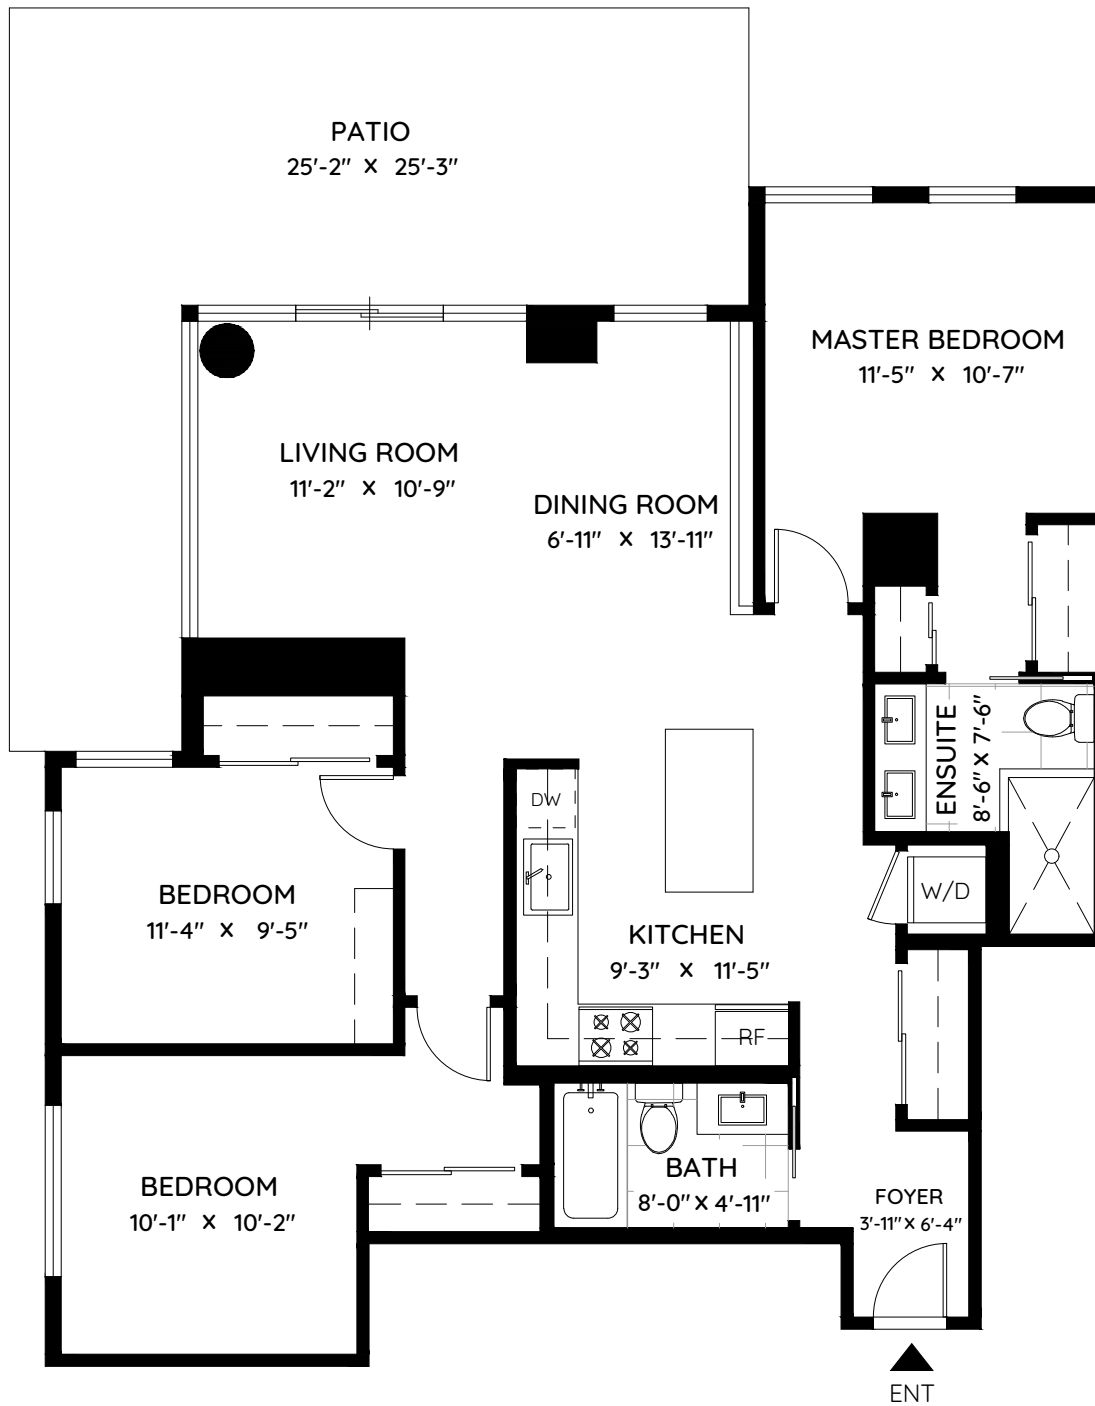 PATIO
25'-2" X 25'-3"
MASTER BEDROOM
11'-5" X 10'-7"
LIVING ROOM
11'-2" X 10'-9"
DINING ROOM
6'-11" X 13'-11"
ENSUITE
8'-6" X 7'-6"
DW
BEDROOM
11'-4" X 9'-5"
W/D
KITCHEN
9'-3" X 11'-5"
RF
BATH
8'-0" X 4'-11"
BEDROOM
10'-1" X 10'-2"
FOYER
3'-11" X 6'-4"
ENT